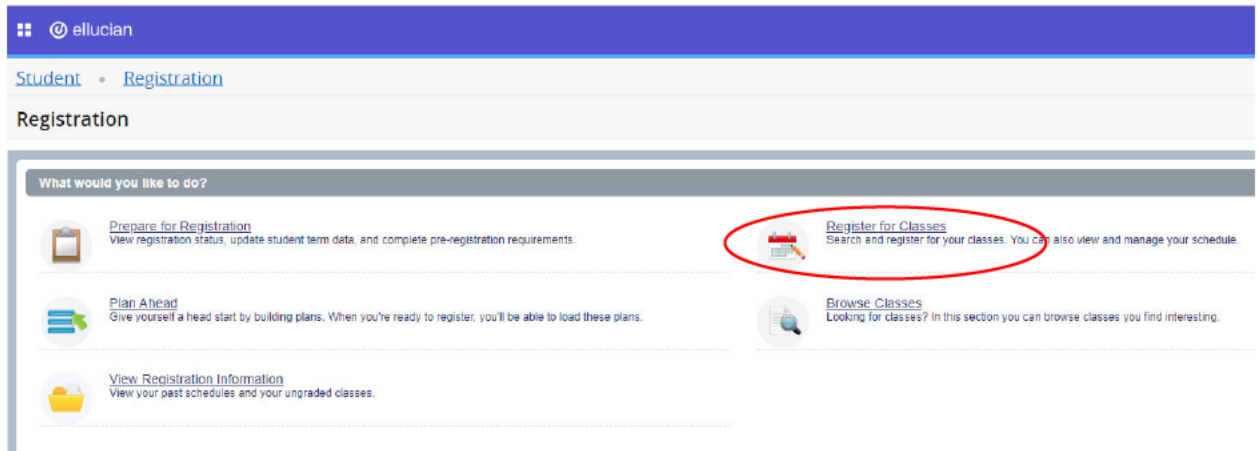 ellucian
Student • Registration
Registration
What would you like to do?
Prepare for Registration
View registration status, update student term data, and complete pre-registration requirements.
Register for Classes
Search and register for your classes. You can also view and manage your schedule.
Plan Ahead
Give yourself a head start by building plans. When you're ready to register, you'll be able to load these plans.
Browse Classes
Looking for classes? In this section you can browse classes you find interesting.
View Registration Information
View your past schedules and your ungraded classes.